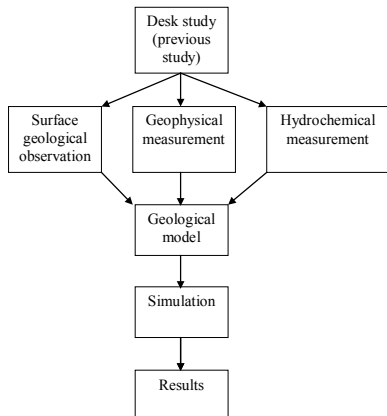 Desk study
(previous
study)
Surface
geological
observation
Geophysical
measurement
Hydrochemical
measurement
Geological
model
Simulation
Results